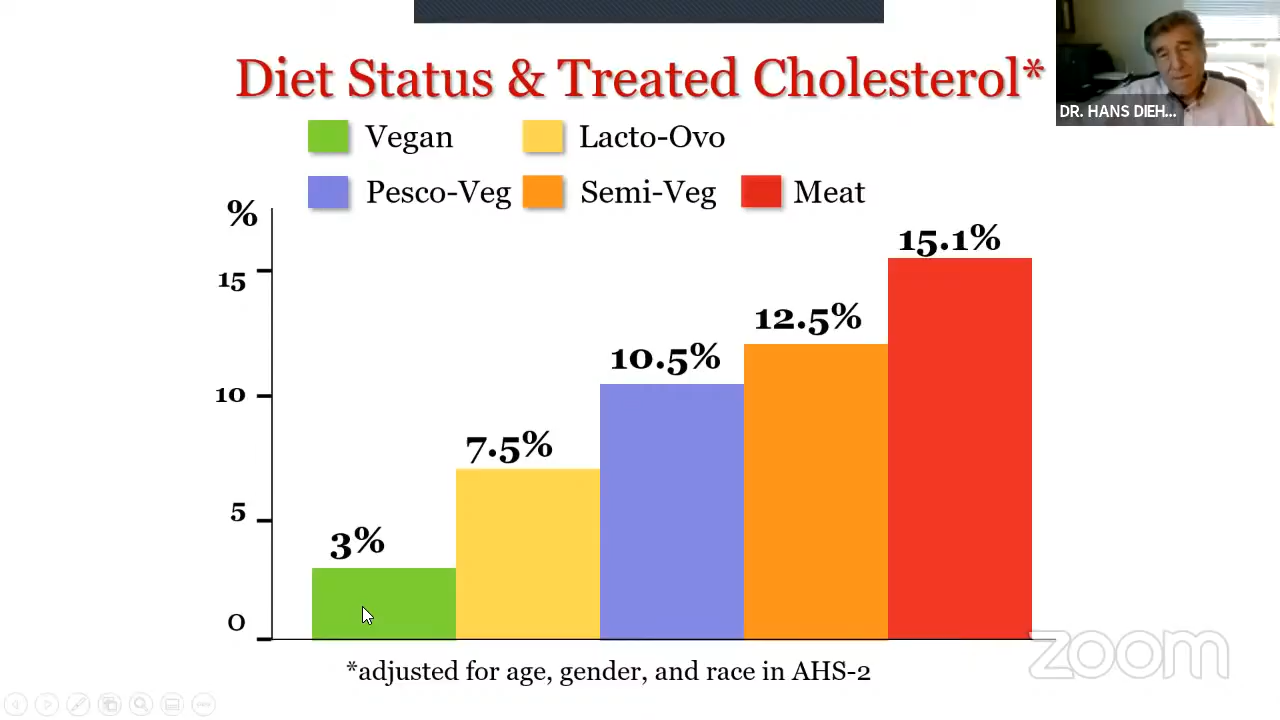 Diet Status & Treated Cholesterol*
DR. HANS DIEH...
Vegan
Lacto-Ovo
Pesco-Veg
Semi-Veg
Meat
%
15
10
5
0
3%
7.5%
10.5%
12.5%
15.1%
*adjusted for age, gender, and race in AHS-2
zoom